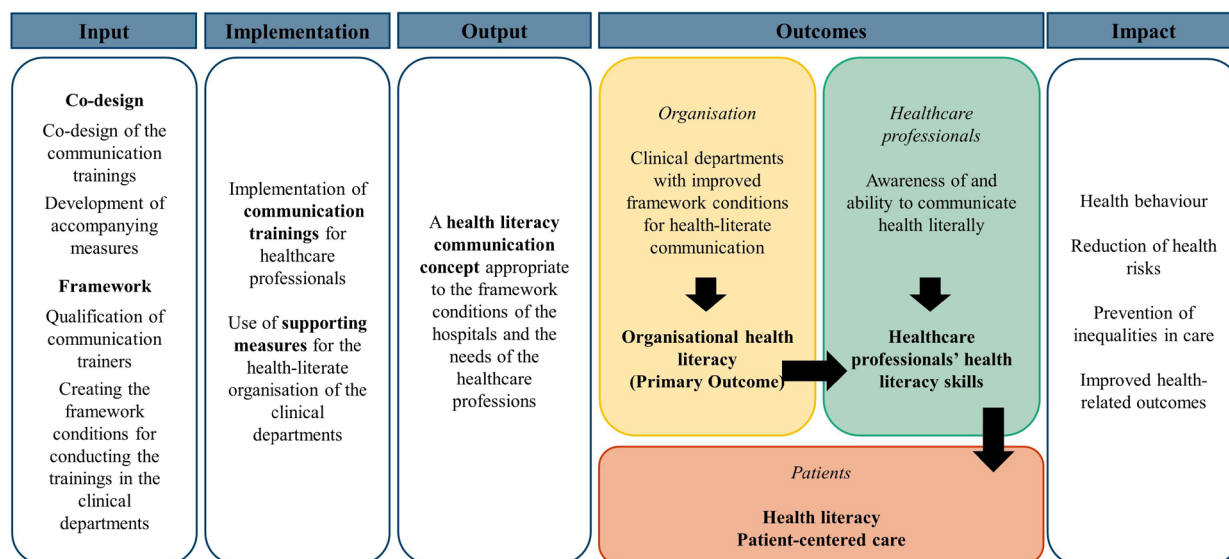 Input
Implementation
Output
Outcomes
Impact
Co-design
Co-design of the
communication
trainings
Development of
accompanying
measures
Framework
Qualification of
communication
trainers
Creating the
framework
conditions for
conducting the
trainings in the
clinical
departments
Implementation of
communication
trainings for
healthcare
professionals
Use of supporting
measures for the
health-literate
organisation of the
clinical
departments
A health literacy
communication
concept appropriate
to the framework
conditions of the
hospitals and the
needs of the
healthcare
professions
Organisation
Clinical departments
with improved
framework conditions
for health-literate
communication
Organisational health
literacy
(Primary Outcome)
Healthcare
professionals
Awareness of and
ability to communicate
health literally
Healthcare
professionals’ health
literacy skills
Patients
Health literacy
Patient-centered care
Health behaviour
Reduction of health
risks
Prevention of
inequalities in care
Improved health-
related outcomes